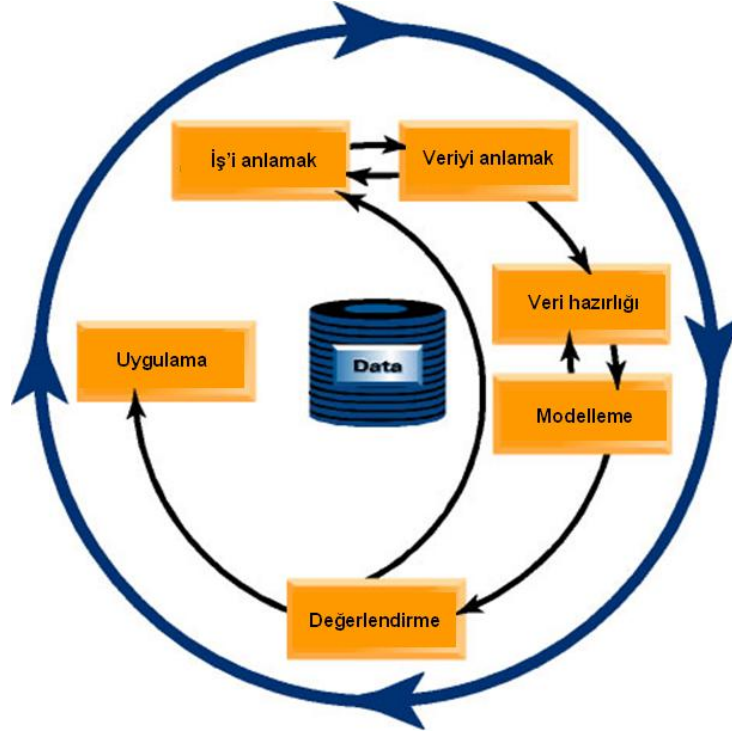 İş'i anlamak
Veriyi anlamak
Veri hazırlığı
Data
Uygulama
Modelleme
Değerlendirme